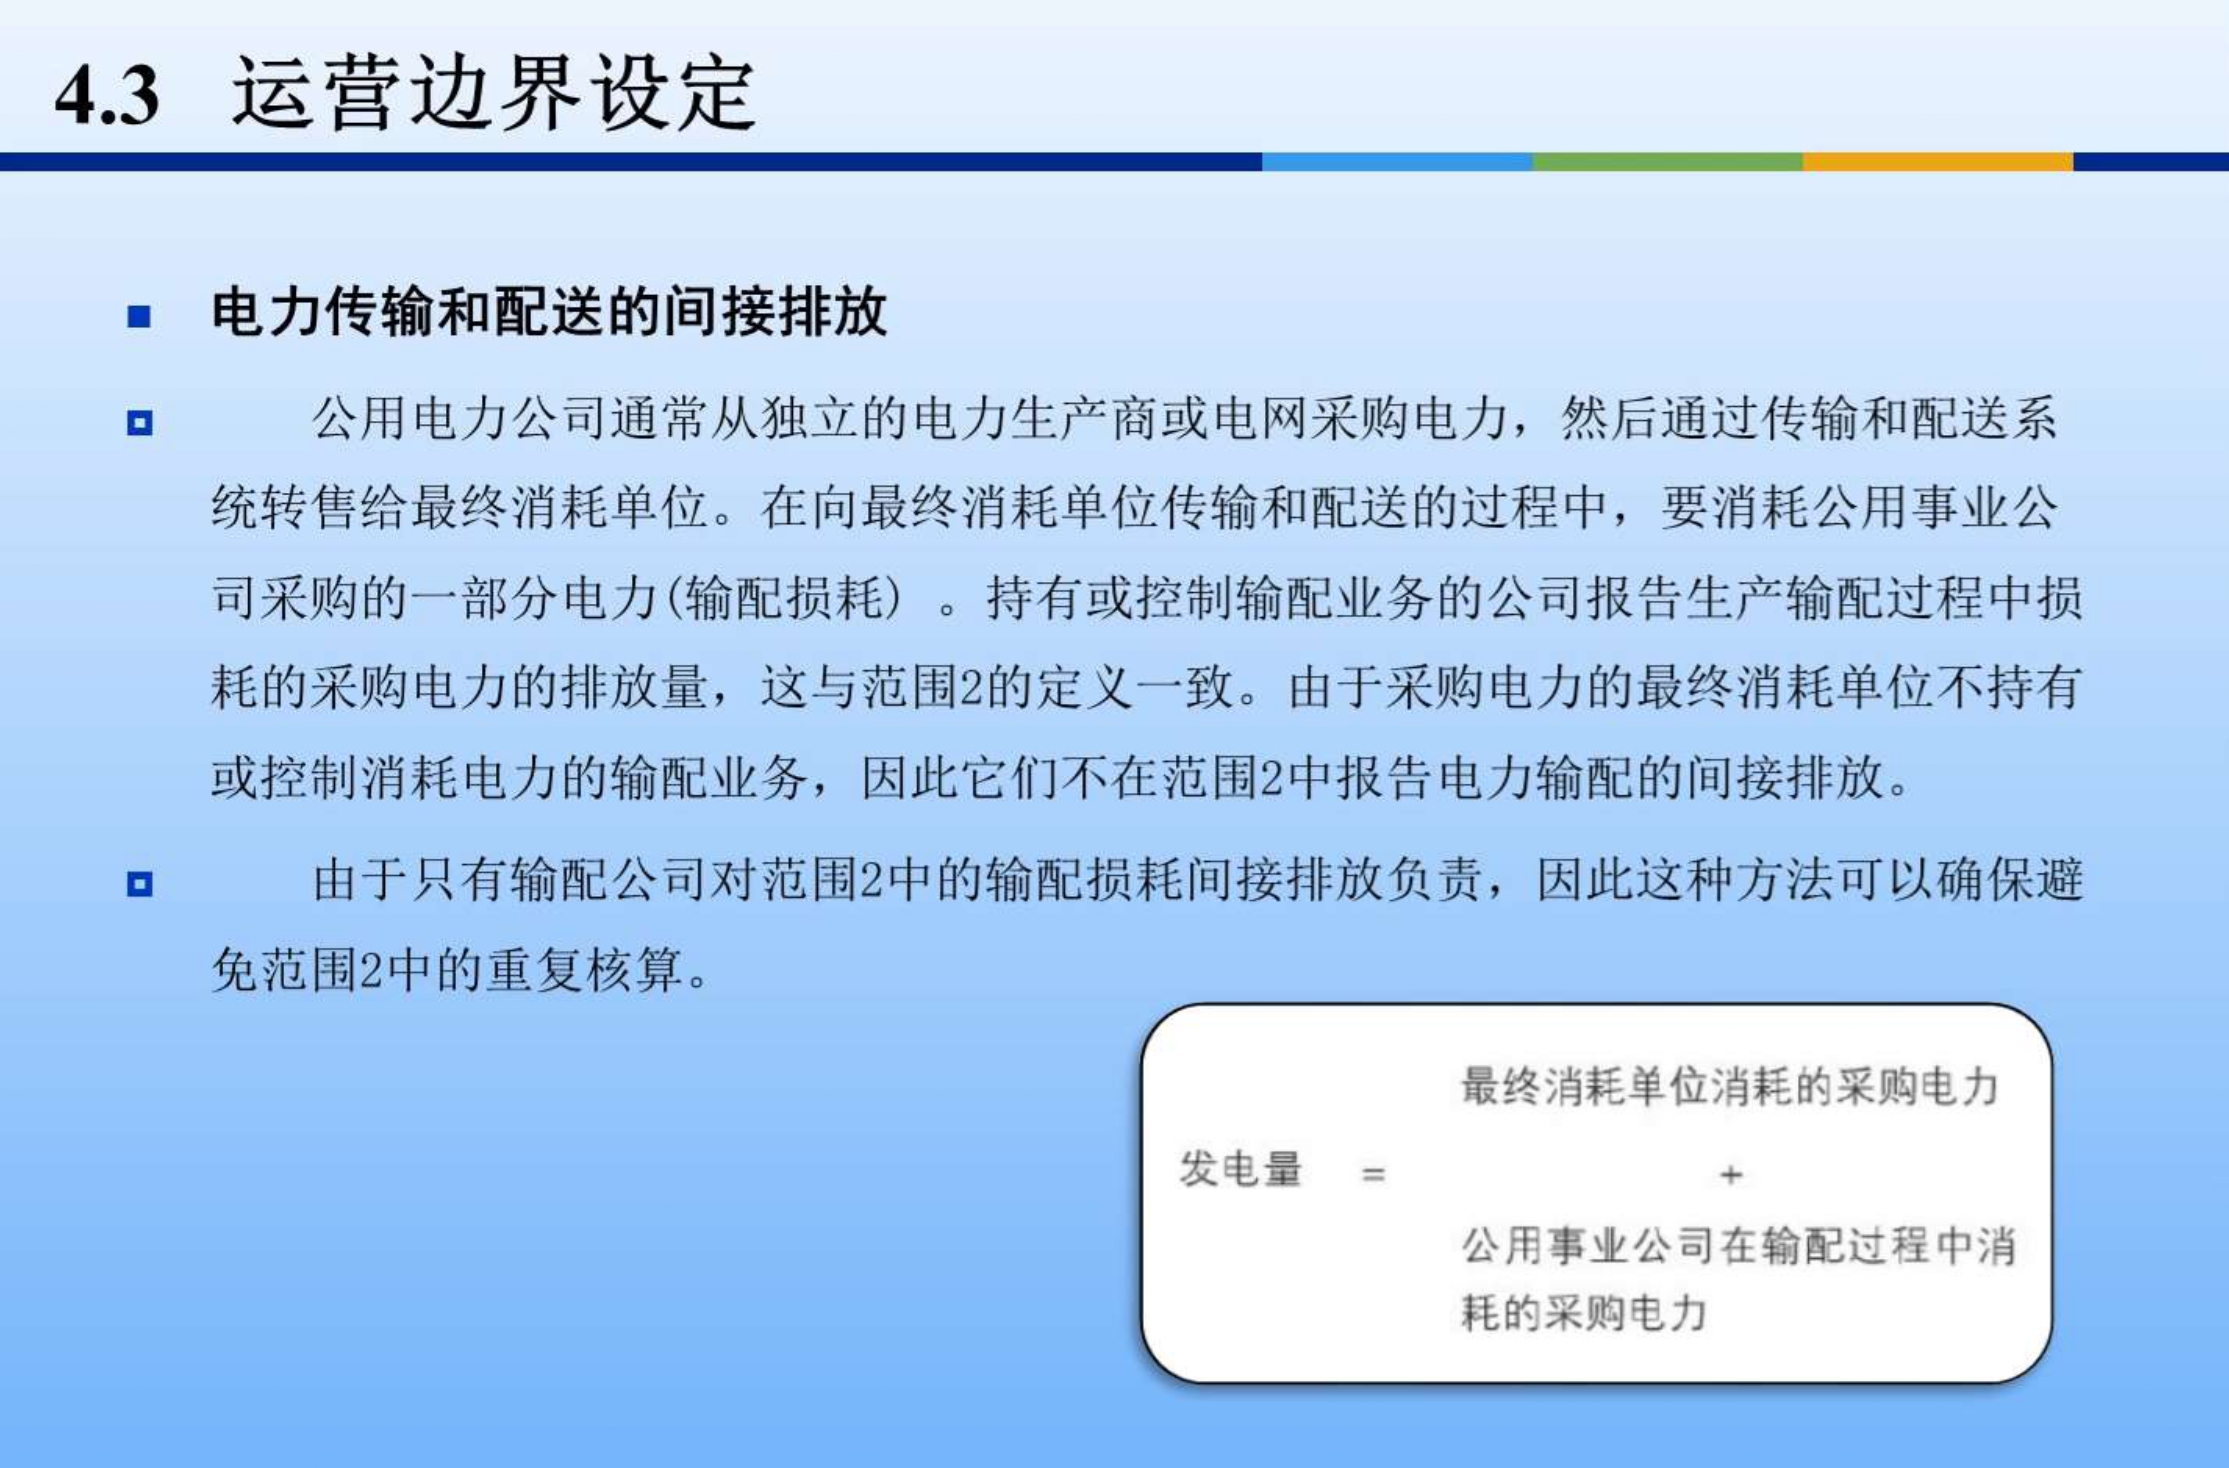 4.3 运营边界设定
电力传输和配送的间接排放
公用电力公司通常从独立的电力生产商或电网采购电力，然后通过传输和配送系
统转售给最终消耗单位。在向最终消耗单位传输和配送的过程中，要消耗公用事业公
司采购的一部分电力(输配损耗) 。持有或控制输配业务的公司报告生产输配过程中损
耗的采购电力的排放量，这与范围2的定义一致。由于采购电力的最终消耗单位不持有
或控制消耗电力的输配业务，因此它们不在范围2中报告电力输配的间接排放。
由于只有输配公司对范围2中的输配损耗间接排放负责，因此这种方法可以确保避
免范围2中的重复核算。
最终消耗单位消耗的采购电力
发电量 = +
公用事业公司在输配过程中消
耗的采购电力